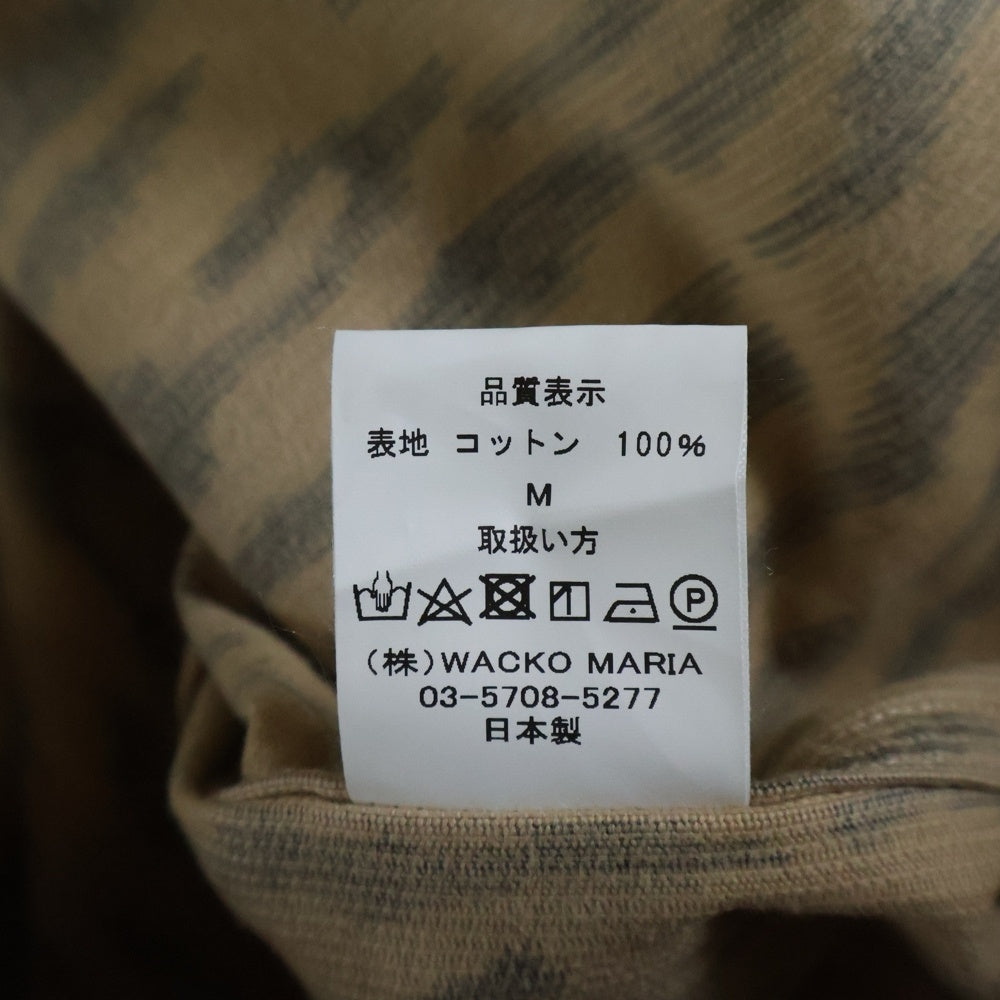 品質表示
表地 コットン 100%
M
取扱い方
P
(株)WACKO MARIA
03-5708-5277
日本製